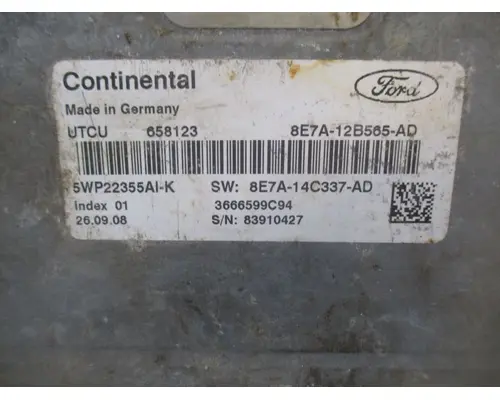 Continental
Ford
Made in Germany
UTCU 658123 8E7A-12B565-AD
5WP22355AI-K SW: 8E7A-14C337-AD
Index 01 3666599C94
26.09.08 S/N: 83910427